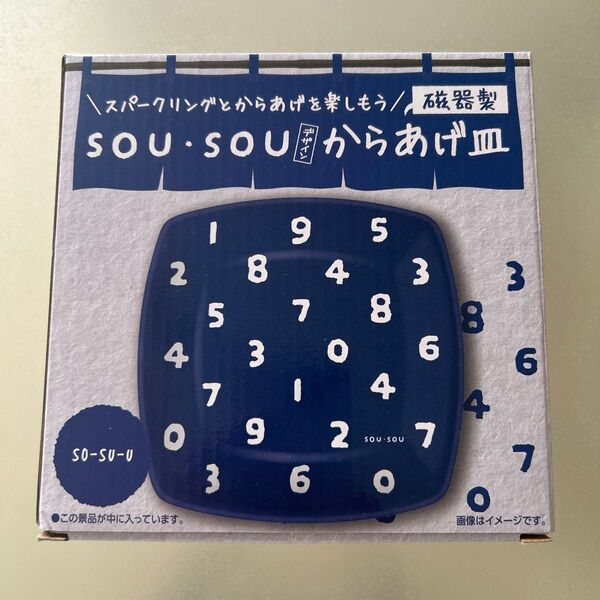 \スパークリングとからあげを楽しもう/
磁器製
SOU・SOUデザインからあげ皿
1 9 5
2 8 4 3
5 7 8
4 3 0 6
7 1 4
0 9 2 7
SOU・SOU
3 6 0
3
8
6
4
7
0
SO-SU-U
●この景品が中に入っています。
画像はイメージです。